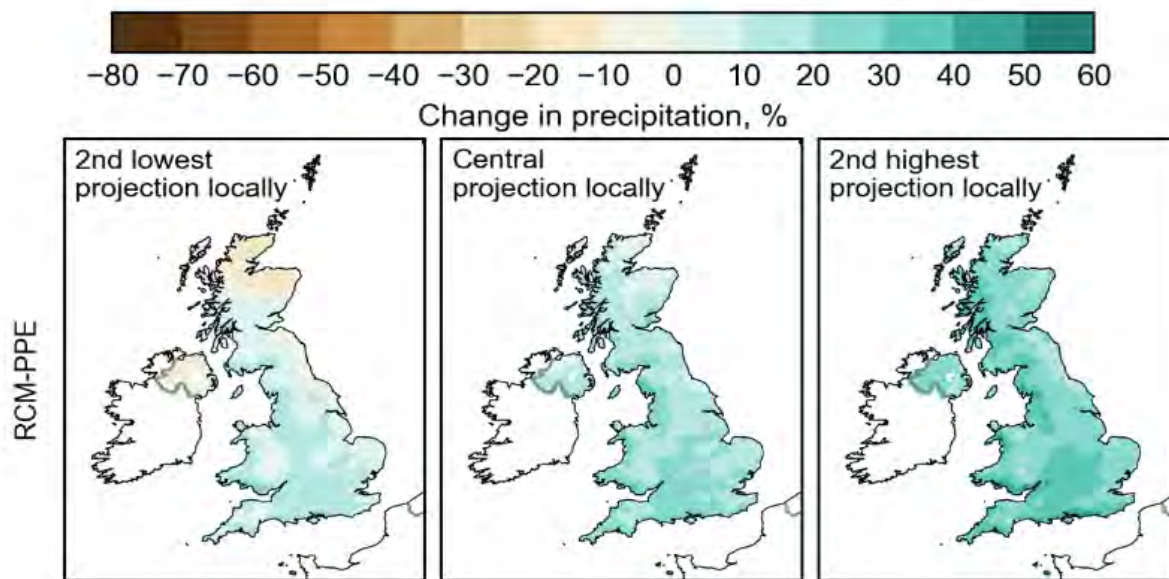 −80 −70 −60 −50 −40 −30 −20 −10 0 10 20 30 40 50 60
Change in precipitation, %
2nd lowest
projection locally
Central
projection locally
2nd highest
projection locally
RCM-PPE